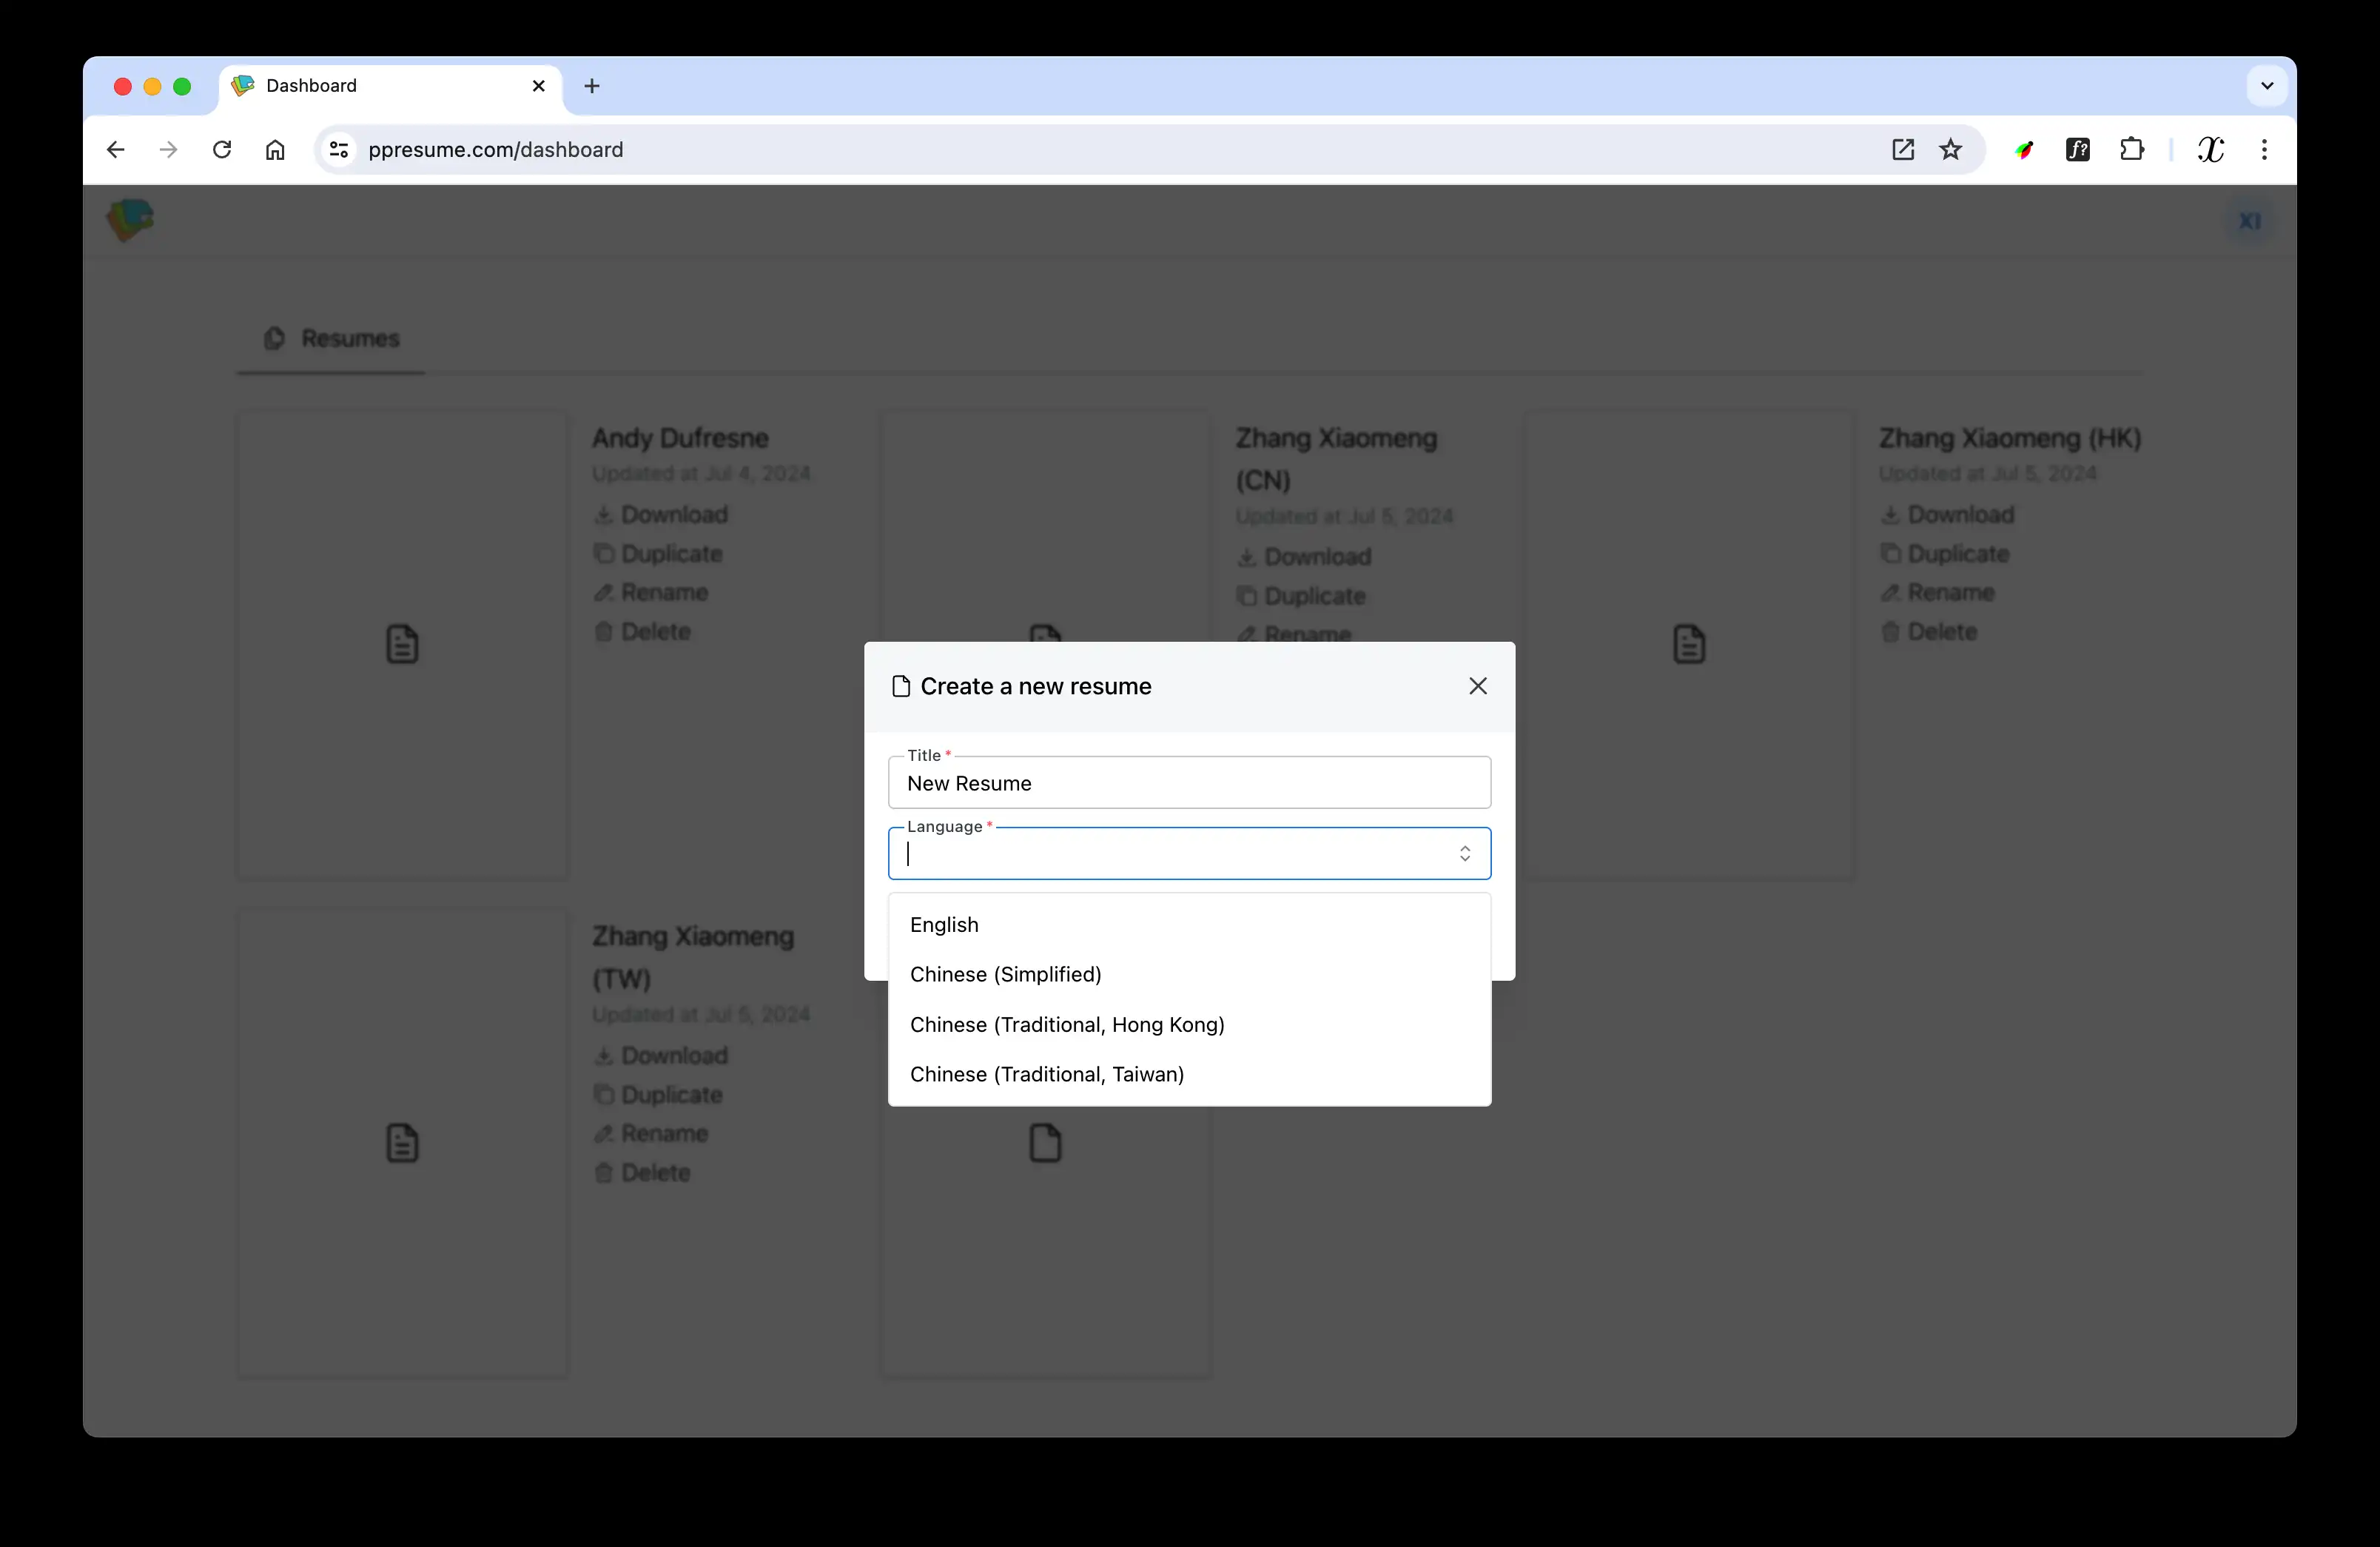 Dashboard
ppresume.com/dashboard
f?
X
XI
Resumes
Andy Dufresne
Updated at Jul 4, 2024
Download
Duplicate
Rename
Delete
Zhang Xiaomeng
(CN)
Updated at Jul 5, 2024
Download
Duplicate
Rename
Zhang Xiaomeng (HK)
Updated at Jul 5, 2024
Download
Duplicate
Rename
Delete
Create a new resume
Title *
New Resume
Language *
English
Chinese (Simplified)
Chinese (Traditional, Hong Kong)
Chinese (Traditional, Taiwan)
Zhang Xiaomeng
(TW)
Updated at Jul 5, 2024
Download
Duplicate
Rename
Delete